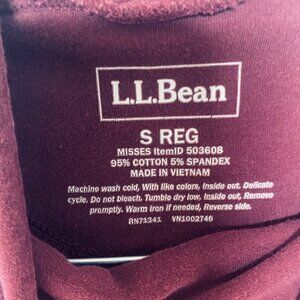 L.L.Bean
S REG
MISSES ItemID 503608
95% COTTON 5% SPANDEX
MADE IN VIETNAM
Machine wash cold, With like colors, Inside out. Delicate
cycle. Do not bleach. Tumble dry low, Inside out, Remove
promptly. Warm iron if needed, Reverse side.
RN71341 VN1002746